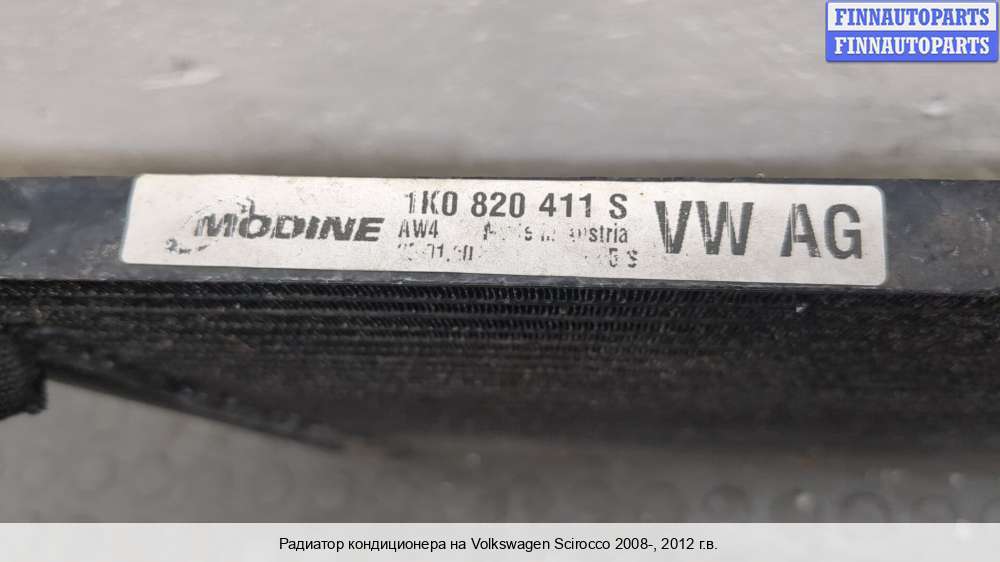 FINNAUTOPARTS
FINNAUTOPARTS
MODINE
1K0 820 411 S
VW AG
AW4
Радиатор кондиционера на Volkswagen Scirocco 2008-, 2012 г.в.